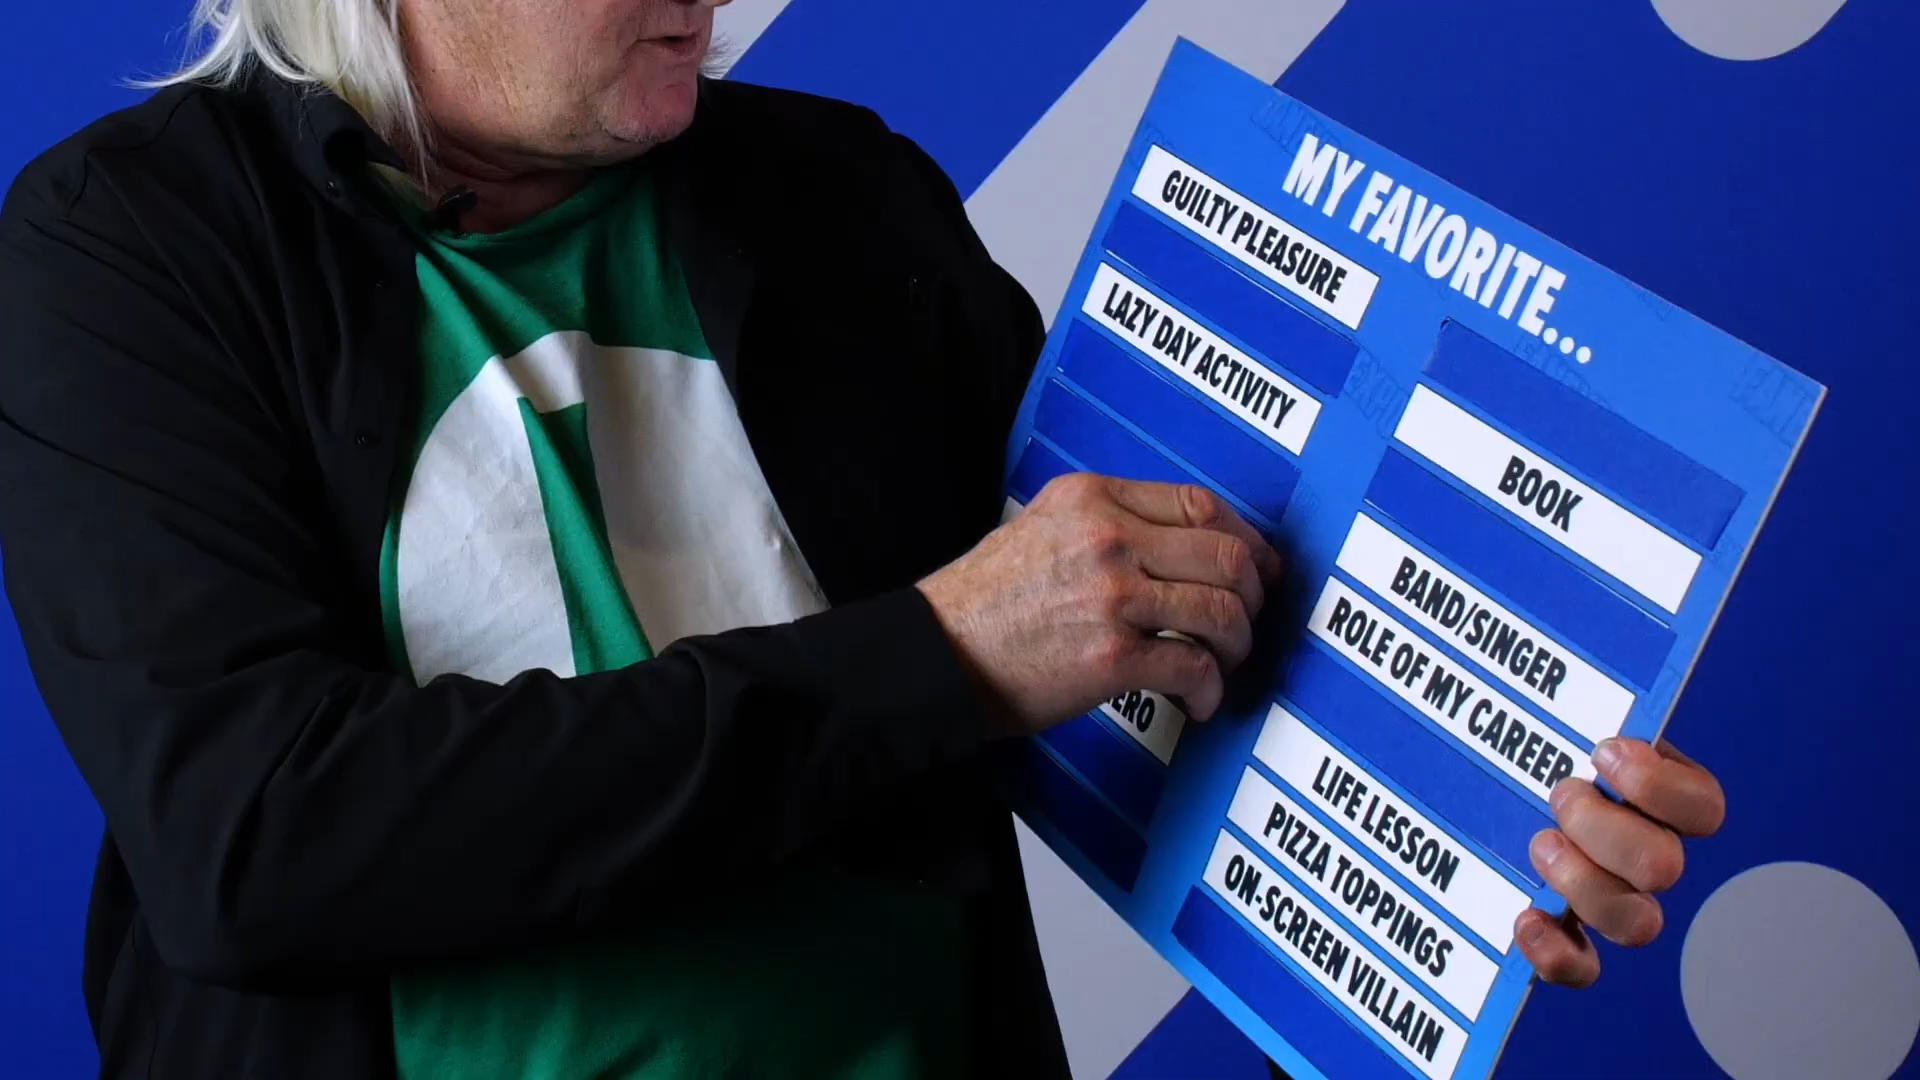 MY FAVORITE...
GUILTY PLEASURE
LAZY DAY ACTIVITY
BOOK
BAND/SINGER
ROLE OF MY CAREER
LIFE LESSON
PIZZA TOPPINGS
ON-SCREEN VILLAIN